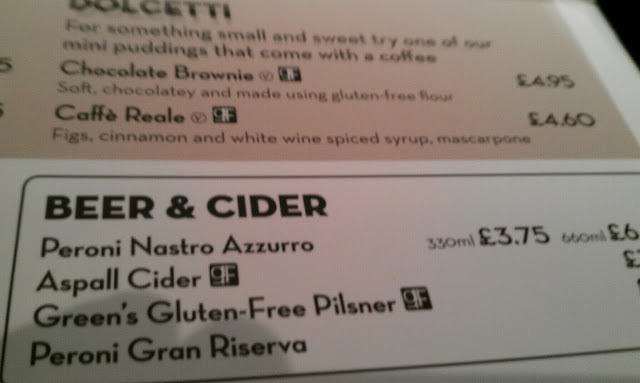 DOLCETTI
For something small and sweet try one of our
mini puddings that come with a coffee
Chocolate Brownie V GF £4.95
Soft, chocolatey and made using gluten-free flour
Caffè Reale V GF £4.60
Figs, cinnamon and white wine spiced syrup, mascarpone
BEER & CIDER
Peroni Nastro Azzurro 330ml £3.75 660ml £6
Aspall Cider GF
Green's Gluten-Free Pilsner GF
Peroni Gran Riserva